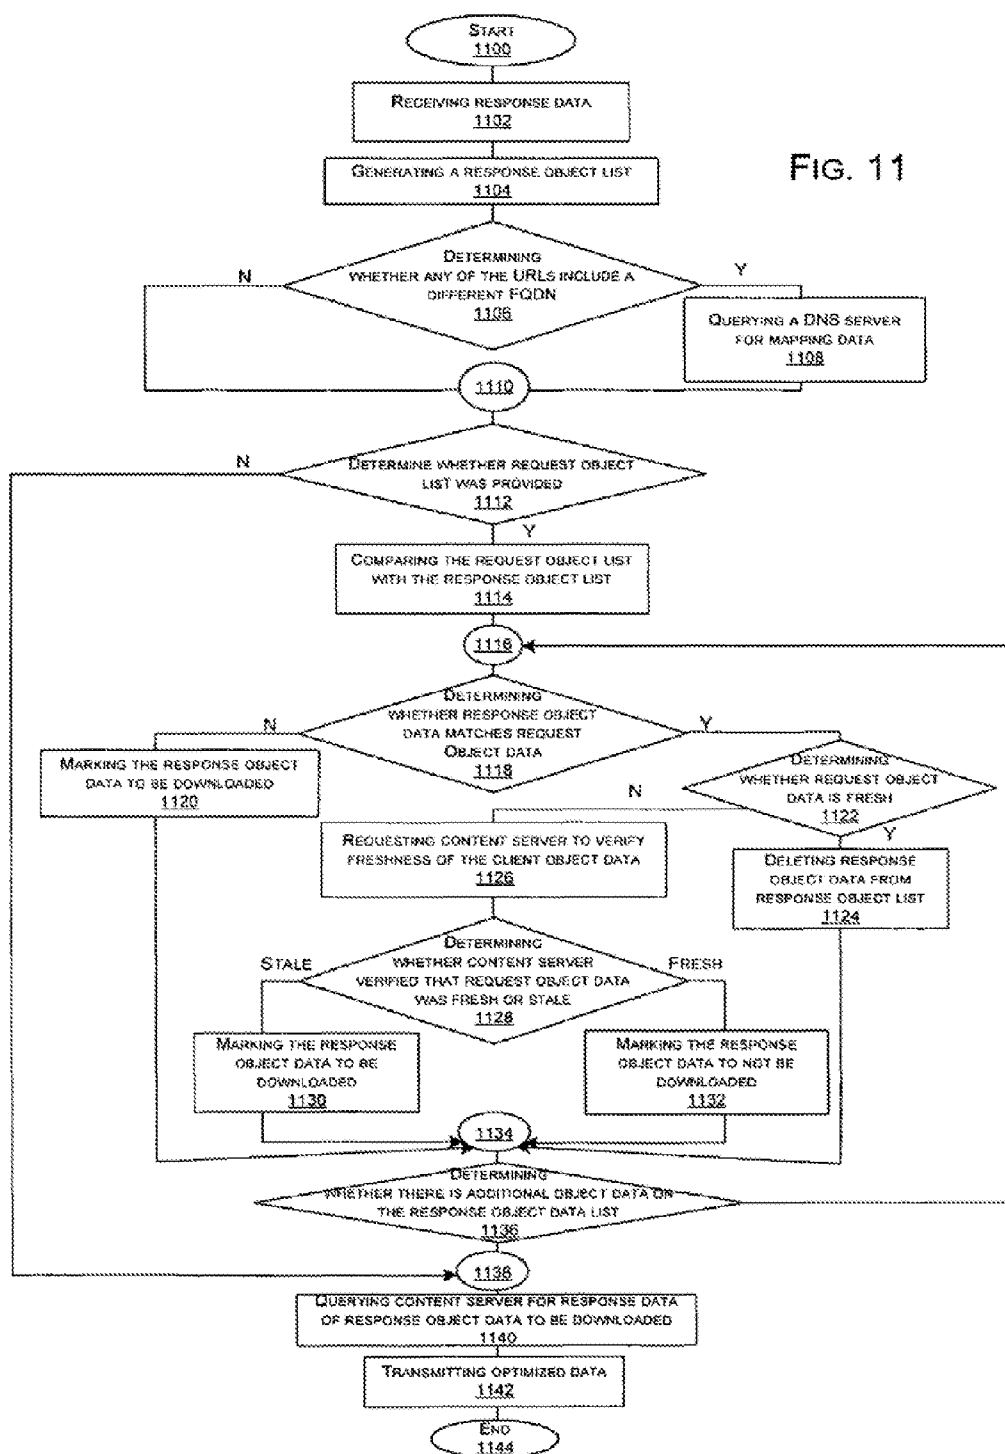 START
1100
RECEIVING RESPONSE DATA
1102
FIG. 11
GENERATING A RESPONSE OBJECT LIST
1104
DETERMINING
WHETHER ANY OF THE URLS INCLUDE A
DIFFERENT FQDN
1106
N
Y
QUERYING A DNS SERVER
FOR MAPPING DATA
1108
1110
N
DETERMINE WHETHER REQUEST OBJECT
LIST WAS PROVIDED
1112
Y
COMPARING THE REQUEST OBJECT LIST
WITH THE RESPONSE OBJECT LIST
1114
1116
DETERMINING
WHETHER RESPONSE OBJECT
DATA MATCHES REQUEST
OBJECT DATA
1118
N
Y
MARKING THE RESPONSE OBJECT
DATA TO BE DOWNLOADED
1120
DETERMINING
WHETHER REQUEST OBJECT
DATA IS FRESH
1122
N
Y
REQUESTING CONTENT SERVER TO VERIFY
FRESHNESS OF THE CLIENT OBJECT DATA
1126
DELETING RESPONSE
OBJECT DATA FROM
RESPONSE OBJECT LIST
1124
DETERMINING
WHETHER CONTENT SERVER
VERIFIED THAT REQUEST OBJECT DATA
WAS FRESH OR STALE
1128
STALE
FRESH
MARKING THE RESPONSE
OBJECT DATA TO BE
DOWNLOADED
1130
MARKING THE RESPONSE
OBJECT DATA TO NOT BE
DOWNLOADED
1132
1134
DETERMINING
WHETHER THERE IS ADDITIONAL OBJECT DATA ON
THE RESPONSE OBJECT DATA LIST
1136
1138
QUERYING CONTENT SERVER FOR RESPONSE DATA
OF RESPONSE OBJECT DATA TO BE DOWNLOADED
1140
TRANSMITTING OPTIMIZED DATA
1142
END
1144